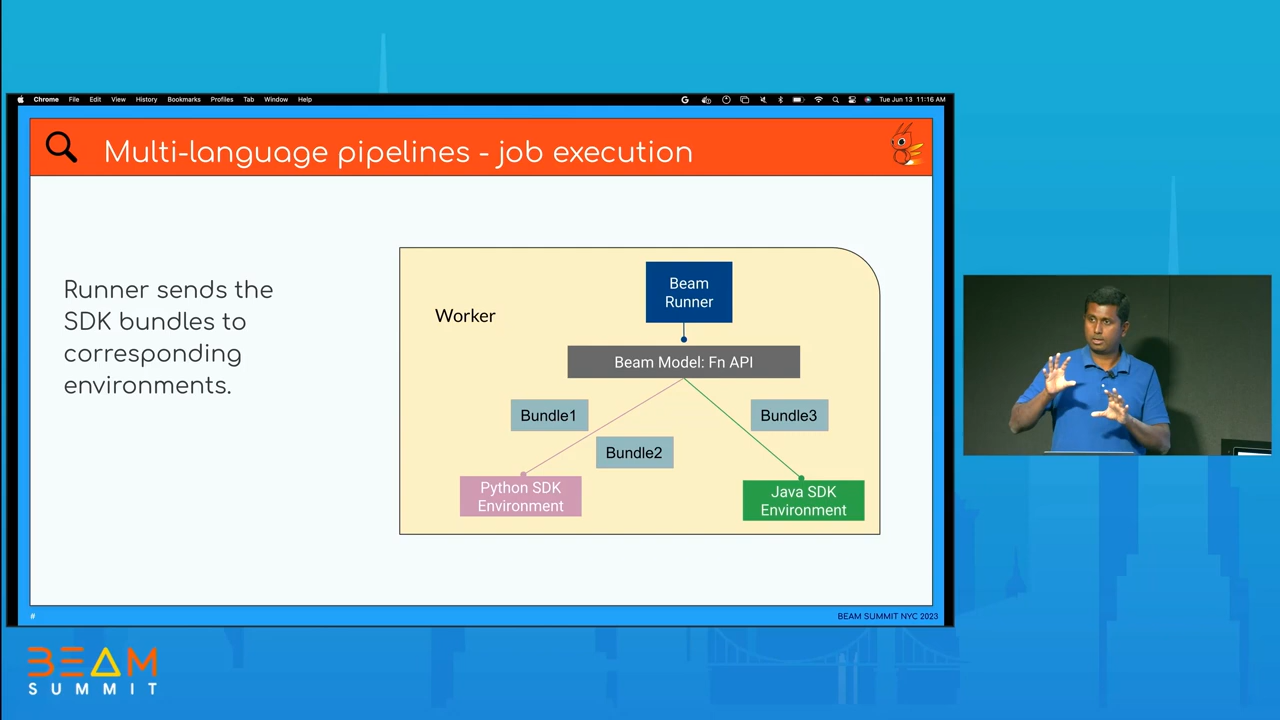 Chrome File Edit View History Bookmarks Profiles Tab Window Help
Tue Jun 13 11:16 AM
Multi-language pipelines - job execution
Runner sends the
SDK bundles to
corresponding
environments.
Worker
Beam
Runner
Beam Model: Fn API
Bundle1
Bundle3
Bundle2
Python SDK
Environment
Java SDK
Environment
#
BEAM SUMMIT NYC 2023
BEAM
SUMMIT